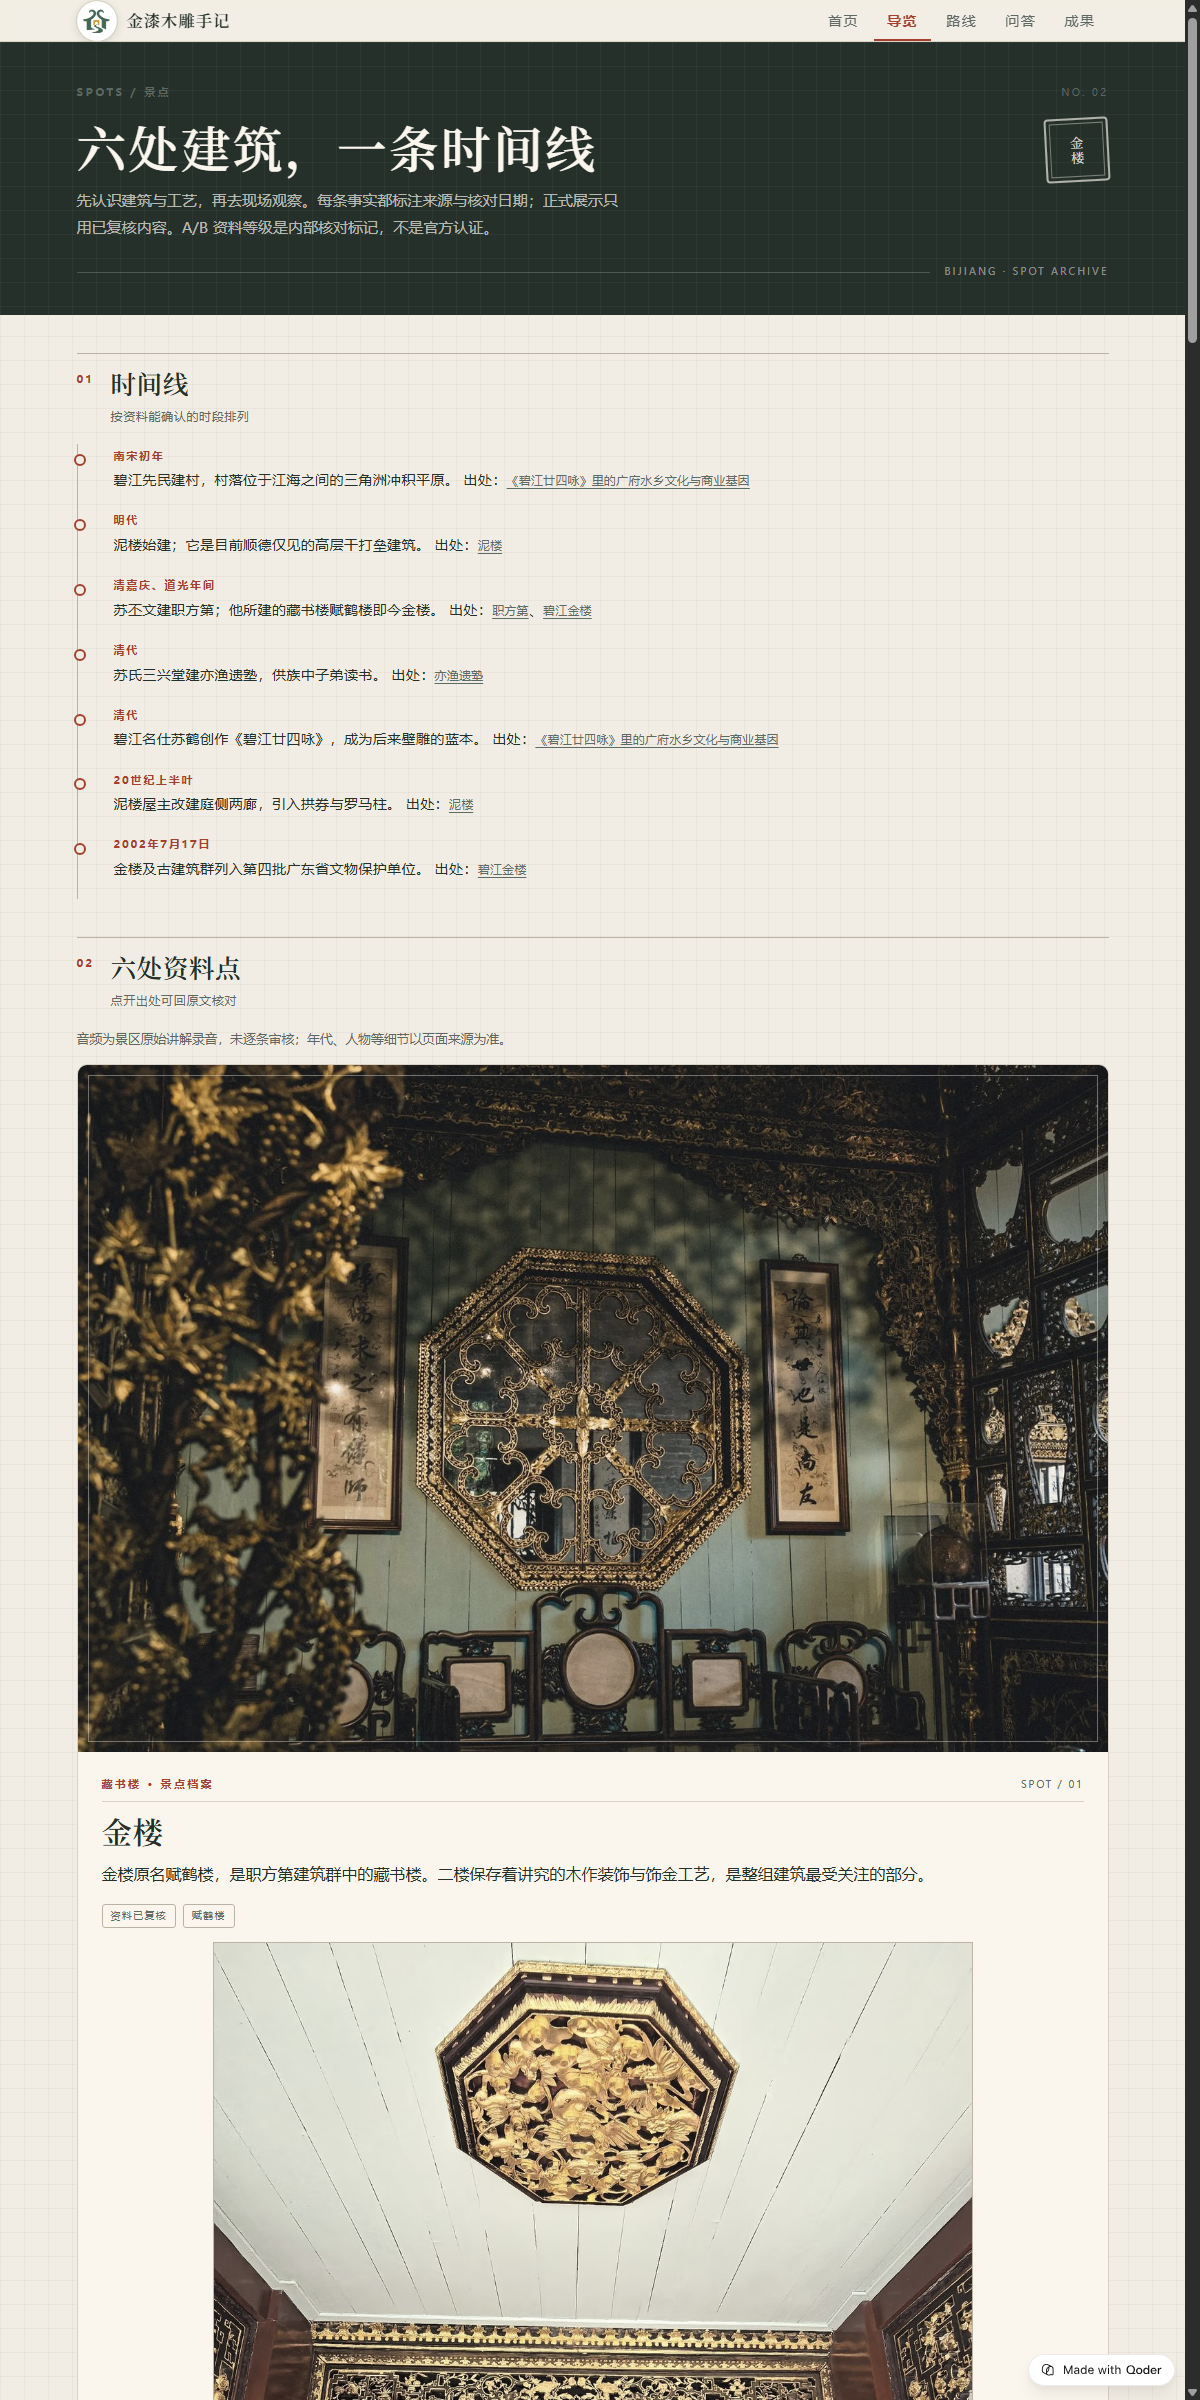 金漆木雕手记
首页 导览 路线 问答 成果
SPOTS / 景点
NO. 02
六处建筑，一条时间线
金楼
先认识建筑与工艺，再去现场观察。每条事实都标注来源与核对日期；正式展示只
用已复核内容。A/B 资料等级是内部核对标记，不是官方认证。
BIJIANG · SPOT ARCHIVE
01 时间线
按资料能确认的时段排列
南宋初年
碧江先民建村，村落位于江海之间的三角洲冲积平原。 出处：《碧江廿四咏》里的广府水乡文化与商业基因
明代
泥楼始建；它是目前顺德仅见的高层干打垒建筑。 出处：泥楼
清嘉庆、道光年间
苏丕文建职方第；他所建的藏书楼赋鹤楼即今金楼。 出处：职方第、碧江金楼
清代
苏氏三兴堂建亦渔遗塾，供族中子弟读书。 出处：亦渔遗塾
清代
碧江名仕苏鹤创作《碧江廿四咏》，成为后来壁雕的蓝本。 出处：《碧江廿四咏》里的广府水乡文化与商业基因
20世纪上半叶
泥楼屋主改建庭侧两廊，引入拱券与罗马柱。 出处：泥楼
2002年7月17日
金楼及古建筑群列入第四批广东省文物保护单位。 出处：碧江金楼
02 六处资料点
点开出处可回原文核对
音频为景区原始讲解录音，未逐条审核；年代、人物等细节以页面来源为准。
論典世也是尚友
藏书楼 • 景点档案
SPOT / 01
金楼
金楼原名赋鹤楼，是职方第建筑群中的藏书楼。二楼保存着讲究的木作装饰与饰金工艺，是整组建筑最受关注的部分。
资料已复核 赋鹤楼
Made with Qoder